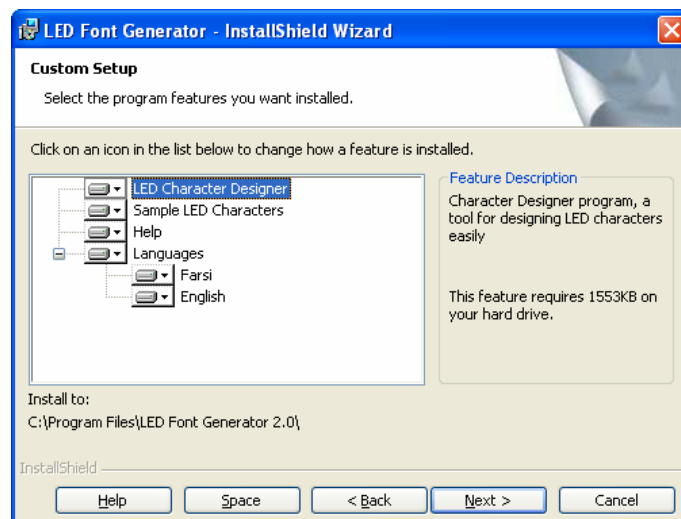 LED Font Generator - InstallShield Wizard
Custom Setup
Select the program features you want installed.
Click on an icon in the list below to change how a feature is installed.
LED Character Designer
Sample LED Characters
Help
Languages
Farsi
English
Feature Description
Character Designer program, a
tool for designing LED characters
easily
This feature requires 1553KB on
your hard drive.
Install to:
C:\Program Files\LED Font Generator 2.0\
InstallShield
Help
Space
< Back
Next >
Cancel